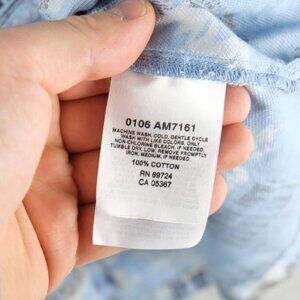 0106 AM7161
MACHINE WASH, COLD, GENTLE CYCLE
WASH WITH LIKE COLORS. ONLY
NON-CHLORINE BLEACH, IF NEEDED.
TUMBLE DRY, LOW, REMOVE PROMPTLY
IRON, MEDIUM, IF NEEDED.
100% COTTON
RN 69724
CA 05367